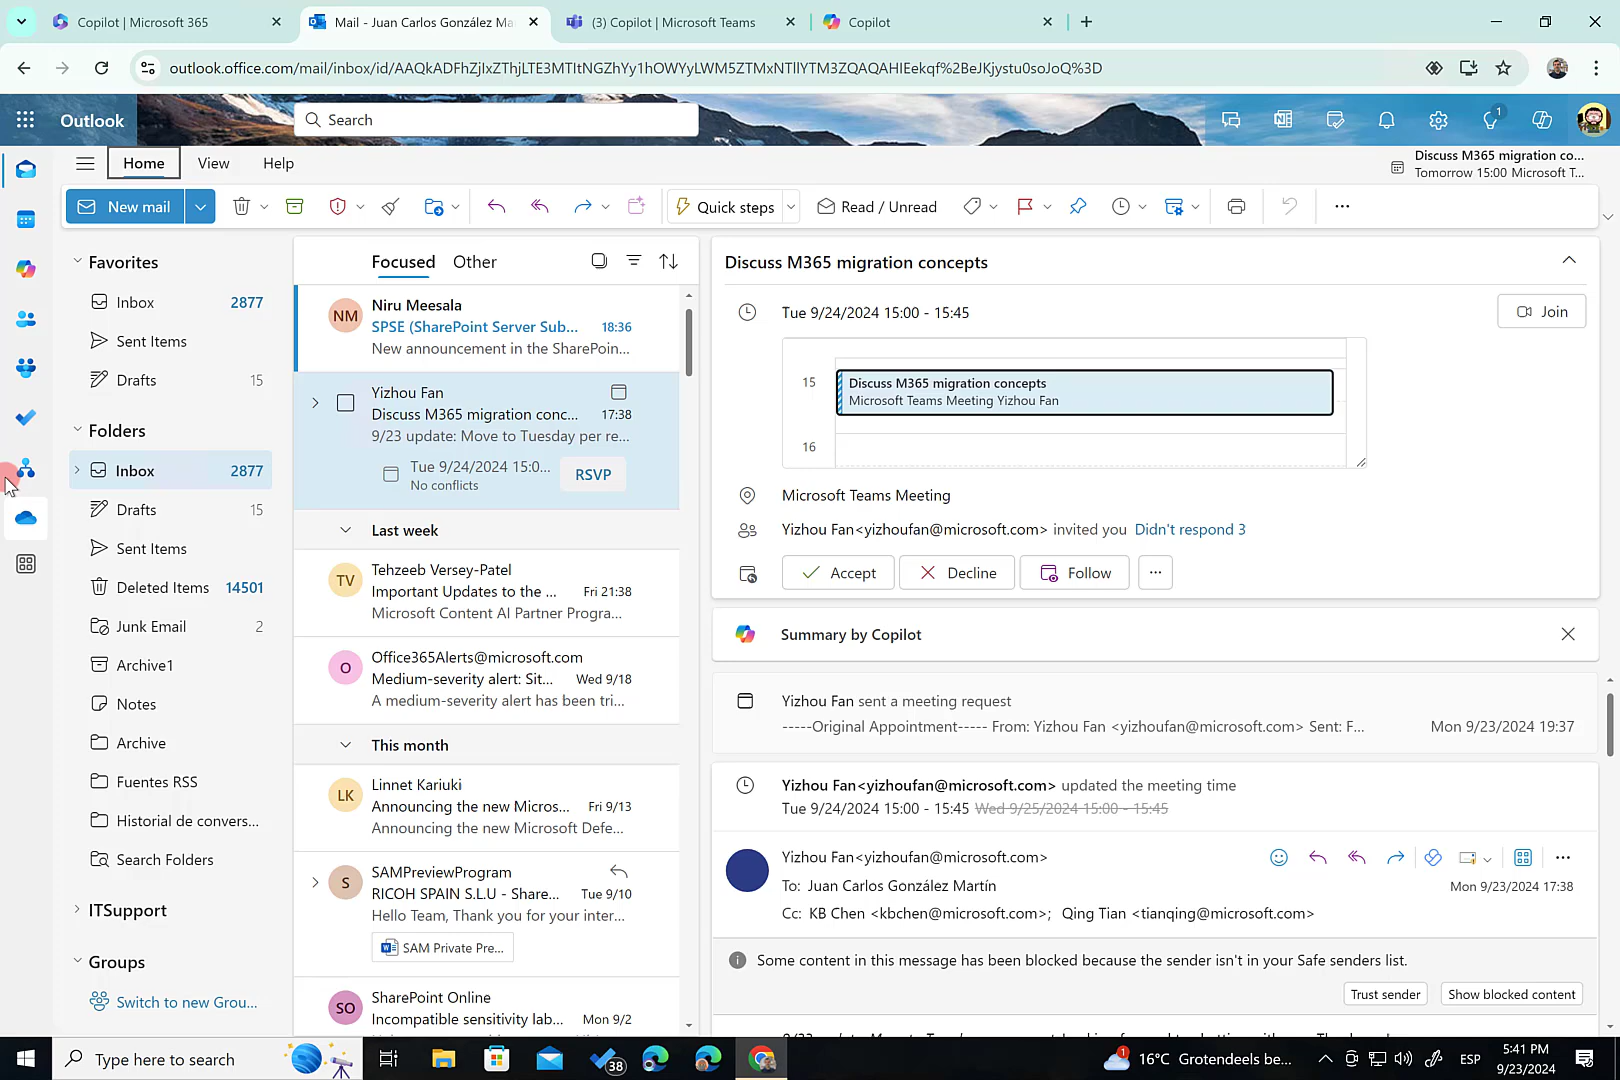 Copilot | Microsoft 365
Mail - Juan Carlos González Ma
(3) Copilot | Microsoft Teams
Copilot
outlook.office.com/mail/inbox/id/AAQkADFhZjIxZThjLTE3MTItNGZhYy1hOWYyLWM5ZTMxNTllYTM3ZQAQAHIEekqf%2BeJKjystu0soJoQ%3D
Outlook
Search
1
Home
View
Help
Discuss M365 migration co...
Tomorrow 15:00 Microsoft T...
New mail
Quick steps
Read / Unread
Favorites
Inbox 2877
Sent Items
Drafts 15
Folders
Inbox 2877
Drafts 15
Sent Items
Deleted Items 14501
Junk Email 2
Archive1
Notes
Archive
Fuentes RSS
Historial de convers...
Search Folders
ITSupport
Groups
Switch to new Grou...
Focused
Other
NM
Niru Meesala
SPSE (SharePoint Server Sub... 18:36
New announcement in the SharePoin...
Yizhou Fan
Discuss M365 migration conc... 17:38
9/23 update: Move to Tuesday per re...
Tue 9/24/2024 15:0...
No conflicts
RSVP
Last week
TV
Tehzeeb Versey-Patel
Important Updates to the ... Fri 21:38
Microsoft Content AI Partner Progra...
O
Office365Alerts@microsoft.com
Medium-severity alert: Sit... Wed 9/18
A medium-severity alert has been tri...
This month
LK
Linnet Kariuki
Announcing the new Micros... Fri 9/13
Announcing the new Microsoft Defe...
S
SAMPreviewProgram
RICOH SPAIN S.L.U - Share... Tue 9/10
Hello Team, Thank you for your inter...
SAM Private Pre...
SO
SharePoint Online
Incompatible sensitivity lab... Mon 9/2
Discuss M365 migration concepts
Tue 9/24/2024 15:00 - 15:45
Join
15
Discuss M365 migration concepts
Microsoft Teams Meeting Yizhou Fan
16
Microsoft Teams Meeting
Yizhou Fan<yizhoufan@microsoft.com> invited you Didn't respond 3
Accept
Decline
Follow
Summary by Copilot
Yizhou Fan sent a meeting request
-----Original Appointment----- From: Yizhou Fan <yizhoufan@microsoft.com> Sent: F... Mon 9/23/2024 19:37
Yizhou Fan<yizhoufan@microsoft.com> updated the meeting time
Tue 9/24/2024 15:00 - 15:45 Wed 9/25/2024 15:00 - 15:45
Yizhou Fan<yizhoufan@microsoft.com>
To: Juan Carlos González Martín
Mon 9/23/2024 17:38
Cc: KB Chen <kbchen@microsoft.com>; Qing Tian <tianqing@microsoft.com>
Some content in this message has been blocked because the sender isn't in your Safe senders list.
Trust sender
Show blocked content
Type here to search
38
1
16°C Grotendeels be...
ESP
5:41 PM
9/23/2024